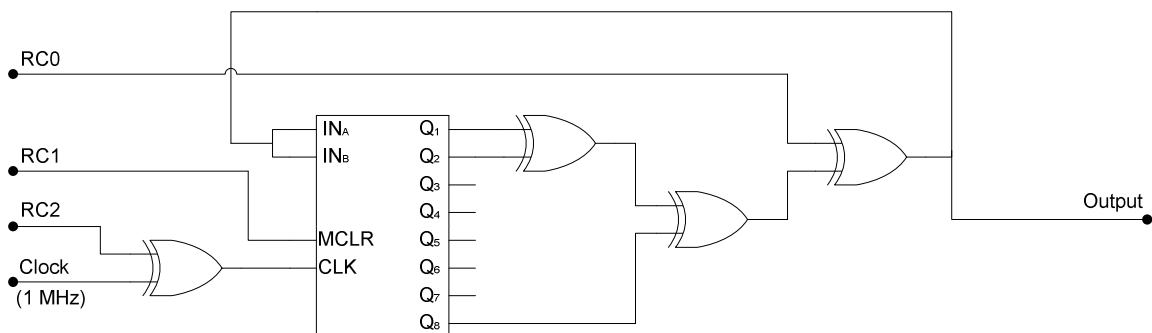 RC0
RC1
RC2
Clock
(1 MHz)
INA
INB
MCLR
CLK
Q1
Q2
Q3
Q4
Q5
Q6
Q7
Q8
Output